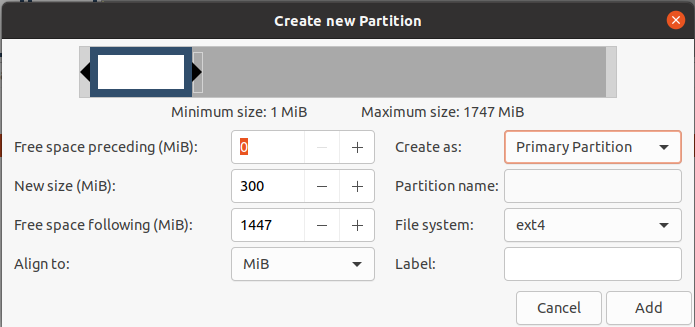 Create new Partition
Minimum size: 1 MiB Maximum size: 1747 MiB
Free space preceding (MiB): 0 Create as: Primary Partition
New size (MiB): 300 Partition name:
Free space following (MiB): 1447 File system: ext4
Align to: MiB Label:
Cancel Add